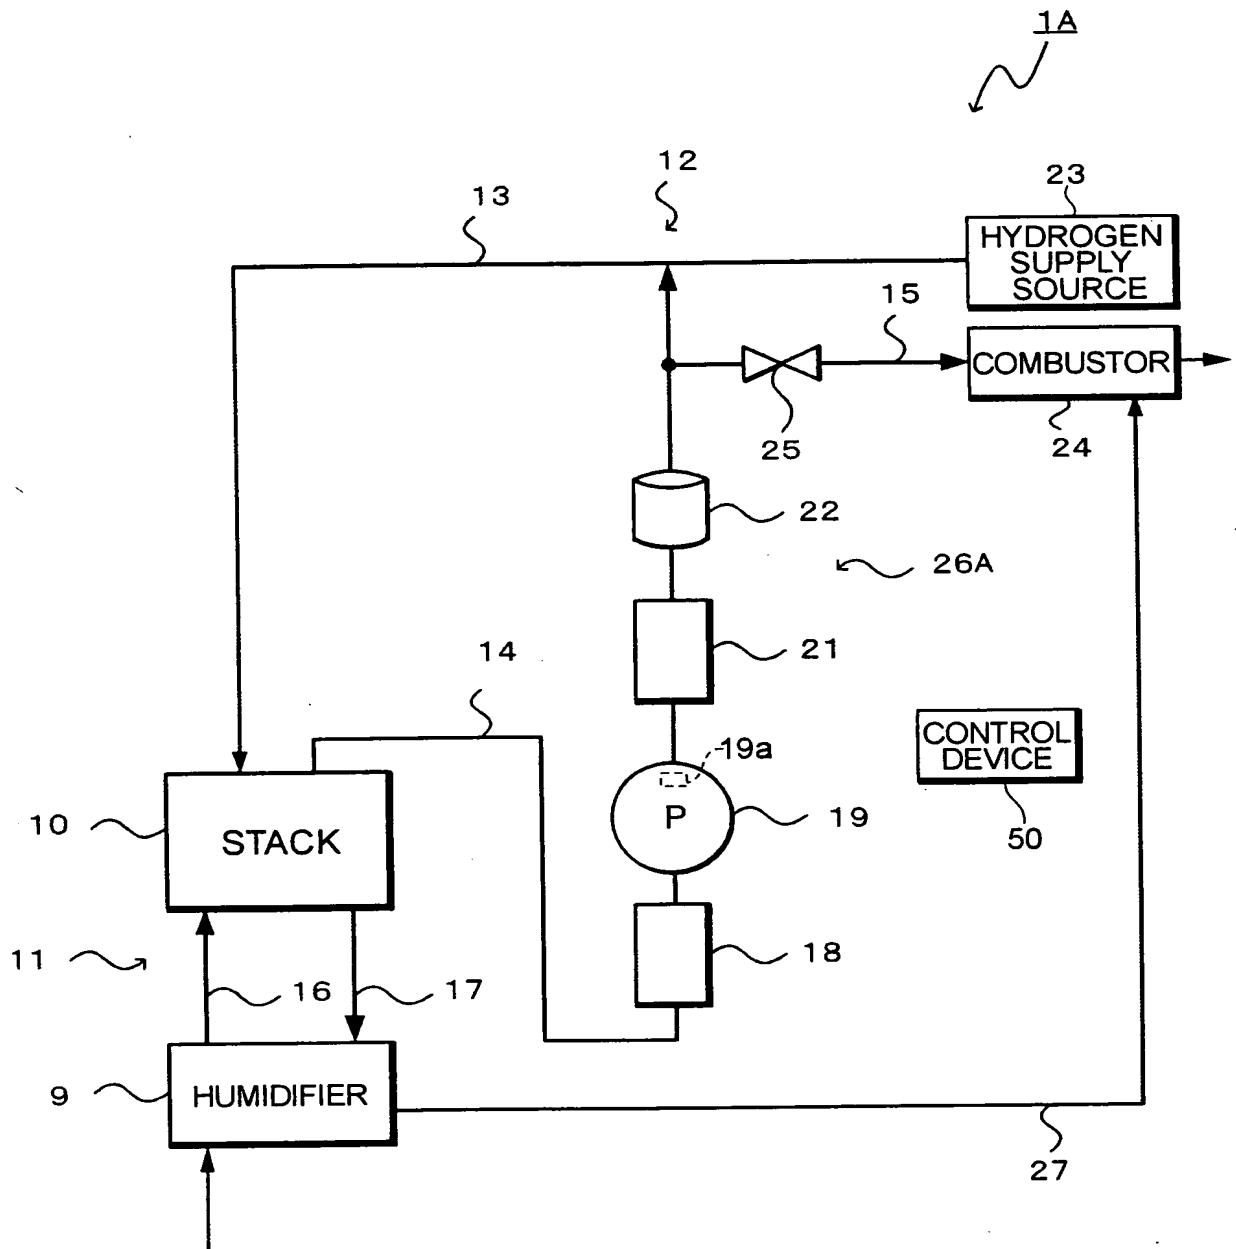 1A
12
13
23
HYDROGEN
SUPPLY
SOURCE
15
COMBUSTOR
25
24
22
26A
21
14
CONTROL
DEVICE
19a
P
19
10
STACK
50
11
18
16
17
9
HUMIDIFIER
27